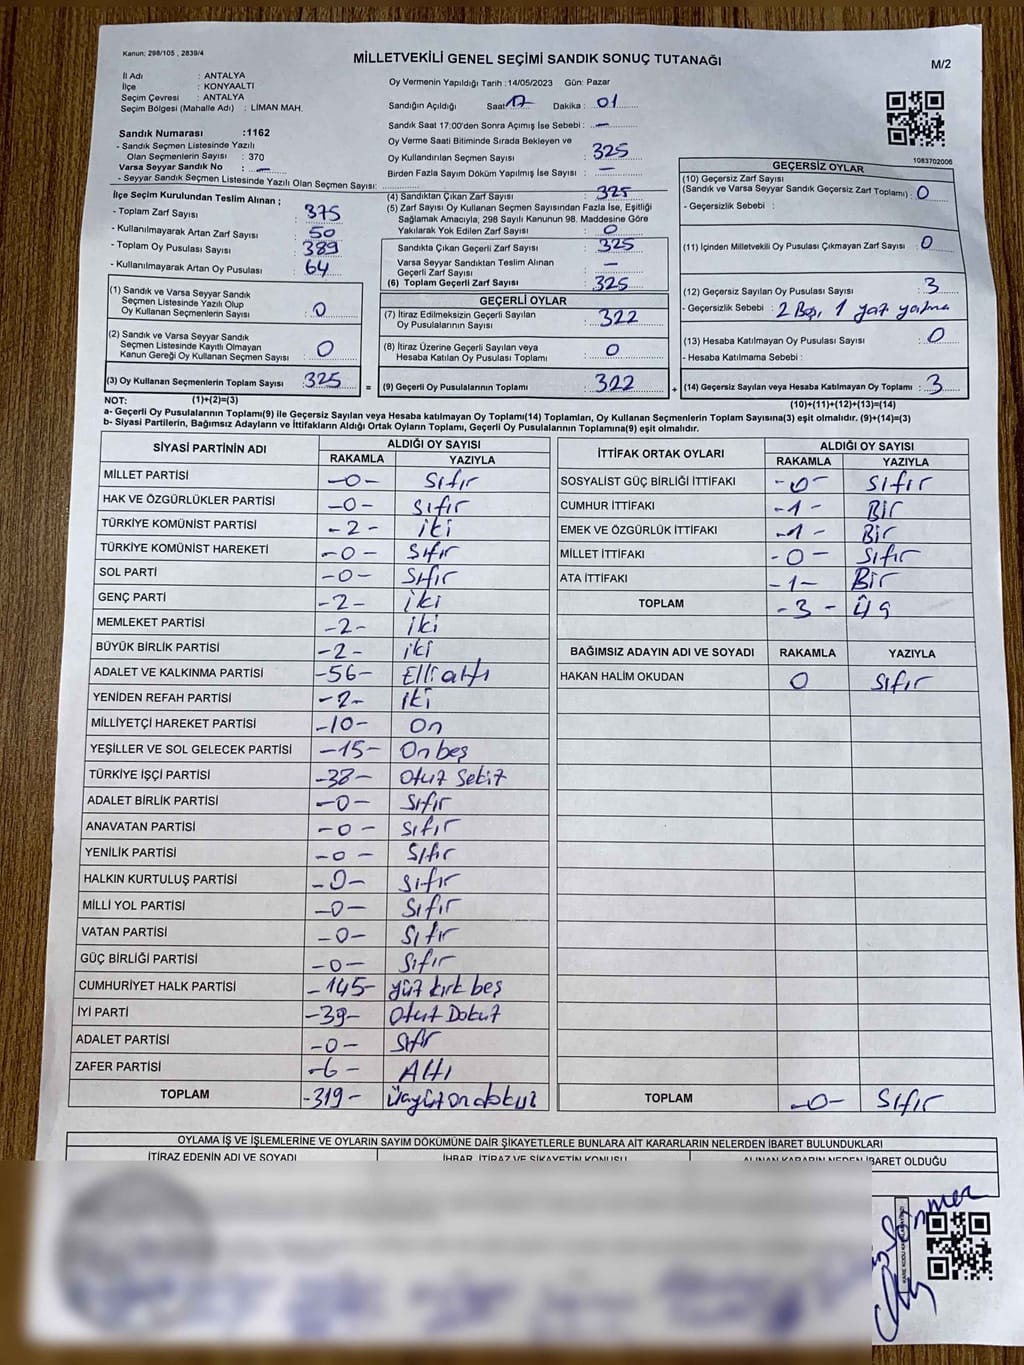 Kanun: 298/105 , 2839/4
MİLLETVEKİLİ GENEL SEÇİMİ SANDIK SONUÇ TUTANAĞI
M/2
İl Adı : ANTALYA
İlçe : KONYAALTI
Seçim Çevresi : ANTALYA
Seçim Bölgesi (Mahalle Adı) : LIMAN MAH.
Oy Vermenin Yapıldığı Tarih :14/05/2023 Gün: Pazar
Sandığın Açıldığı Saat: 17 Dakika : 01
Sandık Saat 17:00'den Sonra Açılmış İse Sebebi : —
Sandık Numarası :1162
- Sandık Seçmen Listesinde Yazılı
Olan Seçmenlerin Sayısı : 370
Varsa Seyyar Sandık No : —
- Seyyar Sandık Seçmen Listesinde Yazılı Olan Seçmen Sayısı:
Oy Verme Saati Bitiminde Sırada Bekleyen ve
Oy Kullandırılan Seçmen Sayısı : 325
Birden Fazla Sayım Döküm Yapılmış İse Sayısı : —
1083702006
İlçe Seçim Kurulundan Teslim Alınan ;
- Toplam Zarf Sayısı : 375
- Kullanılmayarak Artan Zarf Sayısı : 50
- Toplam Oy Pusulası Sayısı : 389
- Kullanılmayarak Artan Oy Pusulası : 64
(1) Sandık ve Varsa Seyyar Sandık
Seçmen Listesinde Yazılı Olup
Oy Kullanan Seçmenlerin Sayısı : 0
(2) Sandık ve Varsa Seyyar Sandık
Seçmen Listesinde Kayıtlı Olmayan
Kanun Gereği Oy Kullanan Seçmen Sayısı : 0
(3) Oy Kullanan Seçmenlerin Toplam Sayısı : 325 =
(1)+(2)=(3)
(4) Sandıktan Çıkan Zarf Sayısı : 325
(5) Zarf Sayısı Oy Kullanan Seçmen Sayısından Fazla İse, Eşitliği
Sağlamak Amacıyla; 298 Sayılı Kanunun 98. Maddesine Göre
Yakılarak Yok Edilen Zarf Sayısı : 0
Sandıkta Çıkan Geçerli Zarf Sayısı : 325
Varsa Seyyar Sandıktan Teslim Alınan
Geçerli Zarf Sayısı : —
(6) Toplam Geçerli Zarf Sayısı : 325
GEÇERLİ OYLAR
(7) İtiraz Edilmeksizin Geçerli Sayılan
Oy Pusulalarının Sayısı : 322
(8) İtiraz Üzerine Geçerli Sayılan veya
Hesaba Katılan Oy Pusulası Toplamı : 0
(9) Geçerli Oy Pusulalarının Toplamı : 322 +
GEÇERSİZ OYLAR
(10) Geçersiz Zarf Sayısı
(Sandık ve Varsa Seyyar Sandık Geçersiz Zarf Toplamı) : 0
- Geçersizlik Sebebi :
(11) İçinden Milletvekili Oy Pusulası Çıkmayan Zarf Sayısı : 0
(12) Geçersiz Sayılan Oy Pusulası Sayısı : 3
- Geçersizlik Sebebi : 2 Boş, 1
(13) Hesaba Katılmayan Oy Pusulası Sayısı : 0
- Hesaba Katılmama Sebebi :
(14) Geçersiz Sayılan veya Hesaba Katılmayan Oy Toplamı : 3
(10)+(11)+(12)+(13)=(14)
NOT:
a- Geçerli Oy Pusulalarının Toplamı(9) ile Geçersiz Sayılan veya Hesaba katılmayan Oy Toplamı(14) Toplamları, Oy Kullanan Seçmenlerin Toplam Sayısına(3) eşit olmalıdır. (9)+(14)=(3)
b- Siyasi Partilerin, Bağımsız Adayların ve İttifakların Aldığı Ortak Oyların Toplamı, Geçerli Oy Pusulalarının Toplamına(9) eşit olmalıdır.
SİYASİ PARTİNİN ADI ALDIĞI OY SAYISI
RAKAMLA YAZIYLA
MİLLET PARTİSİ -0- Sıfır
HAK VE ÖZGÜRLÜKLER PARTİSİ -0- Sıfır
TÜRKİYE KOMÜNİST PARTİSİ -2- iki
TÜRKİYE KOMÜNİST HAREKETİ -0- Sıfır
SOL PARTİ -0- Sıfır
GENÇ PARTİ -2- iki
MEMLEKET PARTİSİ -2- iki
BÜYÜK BİRLİK PARTİSİ -2- iki
ADALET VE KALKINMA PARTİSİ -56- Elli altı
YENİDEN REFAH PARTİSİ -2- iki
MİLLİYETÇİ HAREKET PARTİSİ -10- On
YEŞİLLER VE SOL GELECEK PARTİSİ -15- On beş
TÜRKİYE İŞÇİ PARTİSİ -38- Otuz Sekiz
ADALET BİRLİK PARTİSİ -0- Sıfır
ANAVATAN PARTİSİ -0- Sıfır
YENİLİK PARTİSİ -0- Sıfır
HALKIN KURTULUŞ PARTİSİ -0- Sıfır
MİLLİ YOL PARTİSİ -0- Sıfır
VATAN PARTİSİ -0- Sıfır
GÜÇ BİRLİĞİ PARTİSİ -0- Sıfır
CUMHURİYET HALK PARTİSİ -145- yüz kırk beş
İYİ PARTİ -39- Otuz Dokuz
ADALET PARTİSİ -0- Sıfır
ZAFER PARTİSİ -6- Altı
TOPLAM -319- Üçyüz on dokuz
İTTİFAK ORTAK OYLARI ALDIĞI OY SAYISI
RAKAMLA YAZIYLA
SOSYALİST GÜÇ BİRLİĞİ İTTİFAKI -0- Sıfır
CUMHUR İTTİFAKI -1- Bir
EMEK VE ÖZGÜRLÜK İTTİFAKI -1- Bir
MİLLET İTTİFAKI -0- Sıfır
ATA İTTİFAKI -1- Bir
TOPLAM -3- Üç
BAĞIMSIZ ADAYIN ADI VE SOYADI RAKAMLA YAZIYLA
HAKAN HALİM OKUDAN 0 Sıfır
TOPLAM -0- Sıfır
OYLAMA İŞ VE İŞLEMLERİNE VE OYLARIN SAYIM DÖKÜMÜNE DAİR ŞİKAYETLERLE BUNLARA AİT KARARLARIN NELERDEN İBARET BULUNDUKLARI
İTİRAZ EDENİN ADI VE SOYADI İHBAR, İTİRAZ VE ŞİKAYETİN KONUSU ALINAN KARARIN NEDEN İBARET OLDUĞU